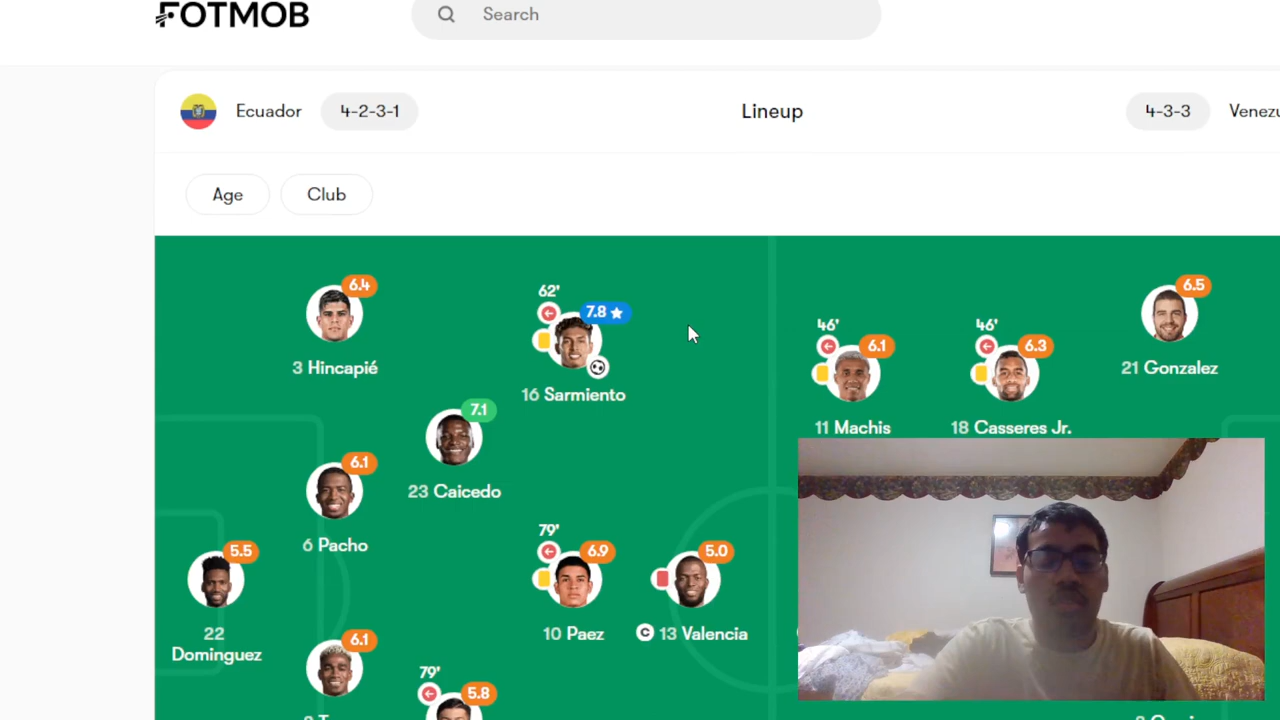 FOTMOB
Search
Ecuador
4-2-3-1
Lineup
4-3-3
Age
Club
6.4
3 Hincapié
62'
7.8
16 Sarmiento
46'
6.1
11 Machis
46'
6.3
18 Casseres Jr.
6.5
21 Gonzalez
7.1
23 Caicedo
6.1
6 Pacho
5.5
22
Dominguez
79'
6.9
10 Paez
5.0
C 13 Valencia
6.1
79'
5.8